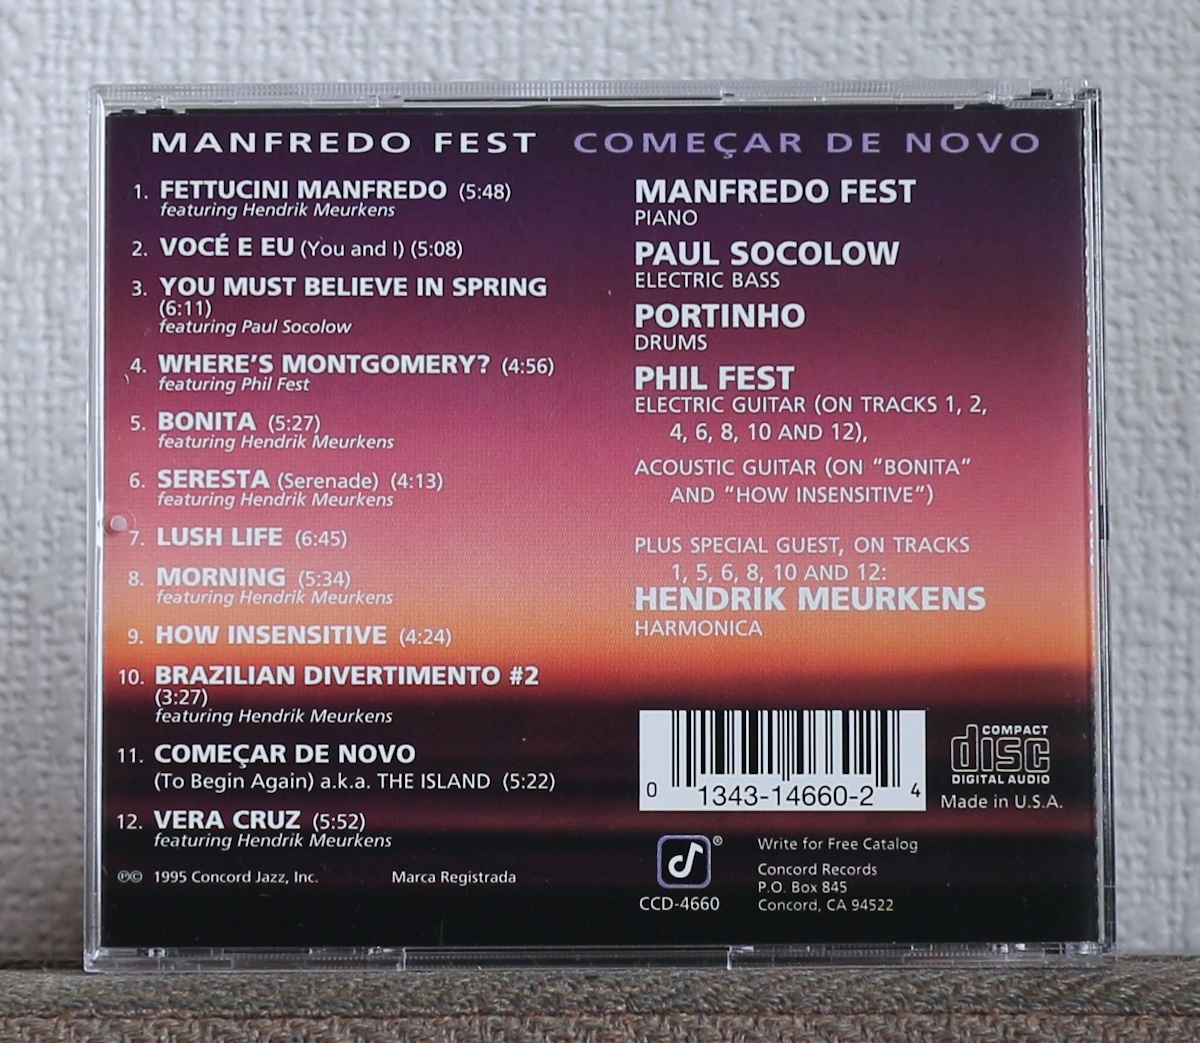 MANFREDO FEST COMEÇAR DE NOVO
1. FETTUCINI MANFREDO (5:48)
featuring Hendrik Meurkens
2. VOCÉ E EU (You and I) (5:08)
3. YOU MUST BELIEVE IN SPRING
(6:11)
featuring Paul Socolow
4. WHERE'S MONTGOMERY? (4:56)
featuring Phil Fest
5. BONITA (5:27)
featuring Hendrik Meurkens
6. SERESTA (Serenade) (4:13)
featuring Hendrik Meurkens
7. LUSH LIFE (6:45)
8. MORNING (5:34)
featuring Hendrik Meurkens
9. HOW INSENSITIVE (4:24)
10. BRAZILIAN DIVERTIMENTO #2
(3:27)
featuring Hendrik Meurkens
11. COMEÇAR DE NOVO
(To Begin Again) a.k.a. THE ISLAND (5:22)
12. VERA CRUZ (5:52)
featuring Hendrik Meurkens
℗© 1995 Concord Jazz, Inc. Marca Registrada
MANFREDO FEST
PIANO
PAUL SOCOLOW
ELECTRIC BASS
PORTINHO
DRUMS
PHIL FEST
ELECTRIC GUITAR (ON TRACKS 1, 2,
4, 6, 8, 10 AND 12),
ACOUSTIC GUITAR (ON "BONITA"
AND "HOW INSENSITIVE")
PLUS SPECIAL GUEST, ON TRACKS
1, 5, 6, 8, 10 AND 12:
HENDRIK MEURKENS
HARMONICA
0 1343-14660-2 4
COMPACT
disc
DIGITAL AUDIO
Made in U.S.A.
®
CCD-4660
Write for Free Catalog
Concord Records
P.O. Box 845
Concord, CA 94522